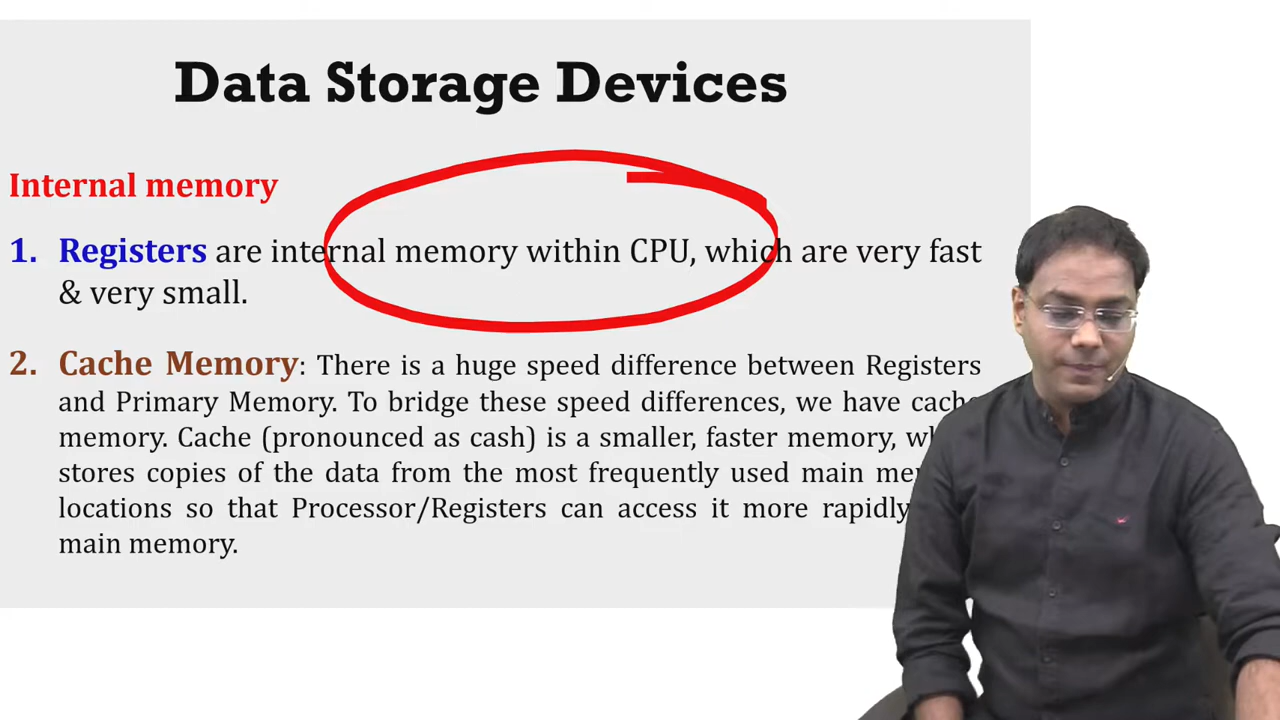 Data Storage Devices
Internal memory
1. Registers are internal memory within CPU, which are very fast
& very small.
2. Cache Memory: There is a huge speed difference between Registers
and Primary Memory. To bridge these speed differences, we have cache
memory. Cache (pronounced as cash) is a smaller, faster memory,
stores copies of the data from the most frequently used main
locations so that Processor/Registers can access it more rapidly
main memory.